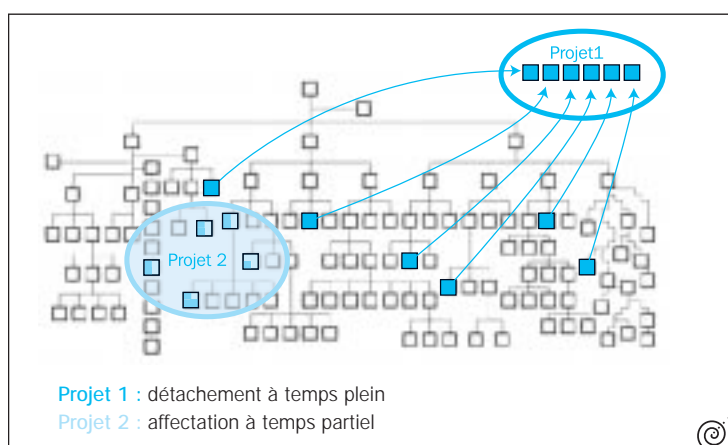 Projet1
Projet 2
Projet 1 : détachement à temps plein
Projet 2 : affectation à temps partiel